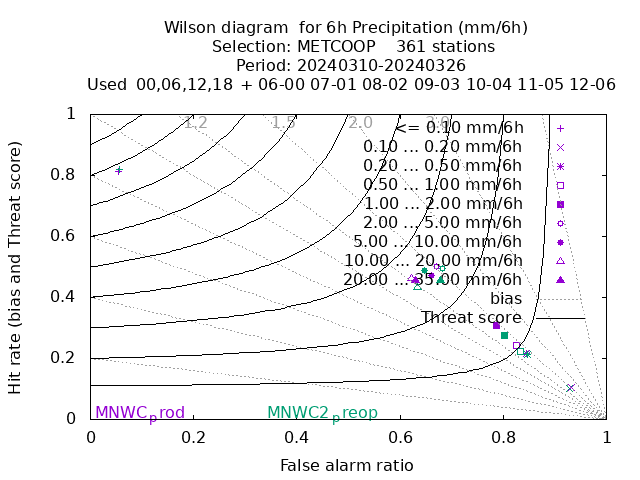 Wilson diagram  for 6h Precipitation (mm/6h)
Selection: METCOOP    361 stations
Period: 20240310-20240326
Used  00,06,12,18  + 06-00 07-01 08-02 09-03 10-04 11-05 12-06
1.2 1.5 2.0 3.0
<= 0.10 mm/6h
0.10 ... 0.20 mm/6h
0.20 ... 0.50 mm/6h
0.50 ... 1.00 mm/6h
1.00 ... 2.00 mm/6h
2.00 ... 5.00 mm/6h
5.00 ... 10.00 mm/6h
10.00 ... 20.00 mm/6h
20.00 ... 35.00 mm/6h
bias
Threat score
1
0.8
0.6
0.4
0.2
0
Hit rate (bias and Threat score)
MNWC_prod MNWC2_preop
0 0.2 0.4 0.6 0.8 1
False alarm ratio